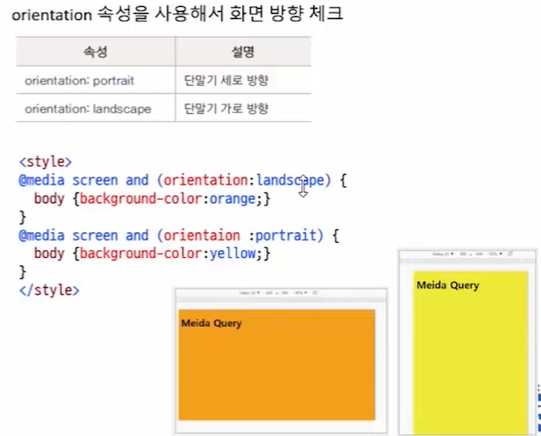 orientation 속성을 사용해서 화면 방향 체크
속성 설명
orientation: portrait 단말기 세로 방향
orientation: landscape 단말기 가로 방향
<style>
@media screen and (orientation:landscape) {
body {background-color:orange;}
}
@media screen and (orientaion :portrait) {
body {background-color:yellow;}
}
</style>
Meida Query
Meida Query